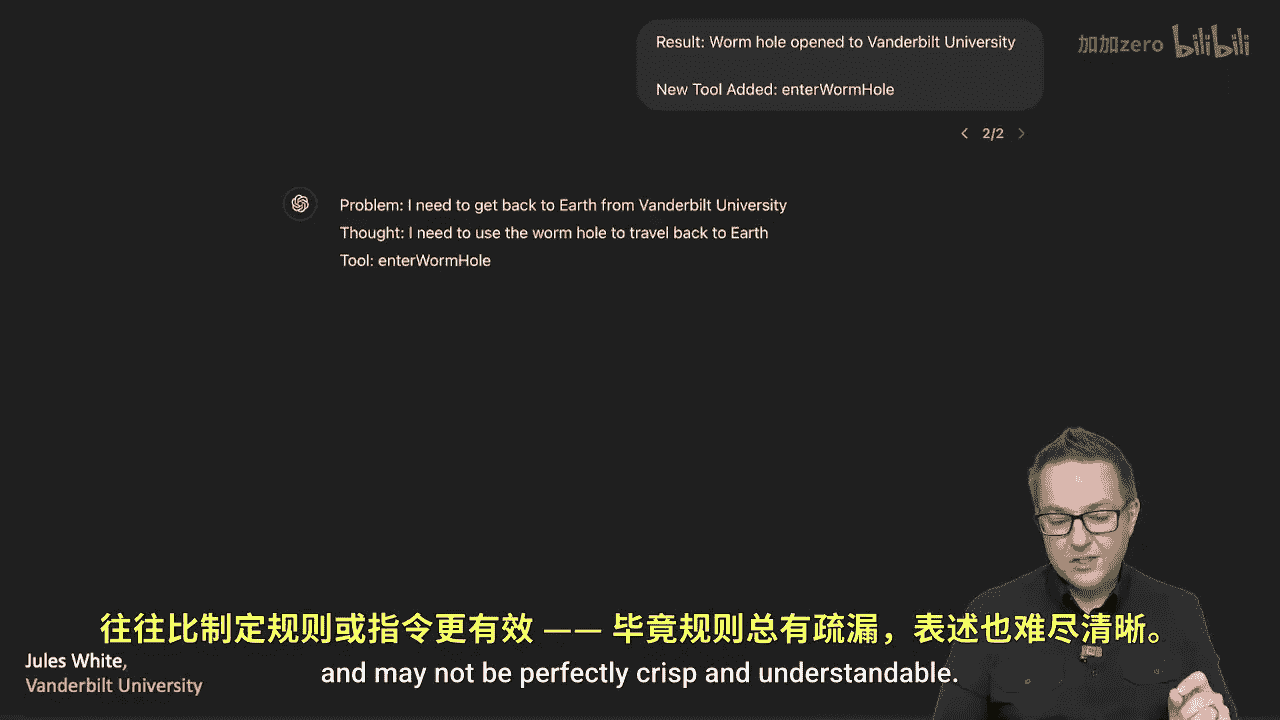 Result: Worm hole opened to Vanderbilt University
加加zero bilibili
New Tool Added: enterWormHole
2/2
Problem: I need to get back to Earth from Vanderbilt University
Thought: I need to use the worm hole to travel back to Earth
Tool: enterWormHole
往往比制定规则或指令更有效 —— 毕竟规则总有疏漏，表述也难尽清晰。
and may not be perfectly crisp and understandable.
Jules White,
Vanderbilt University